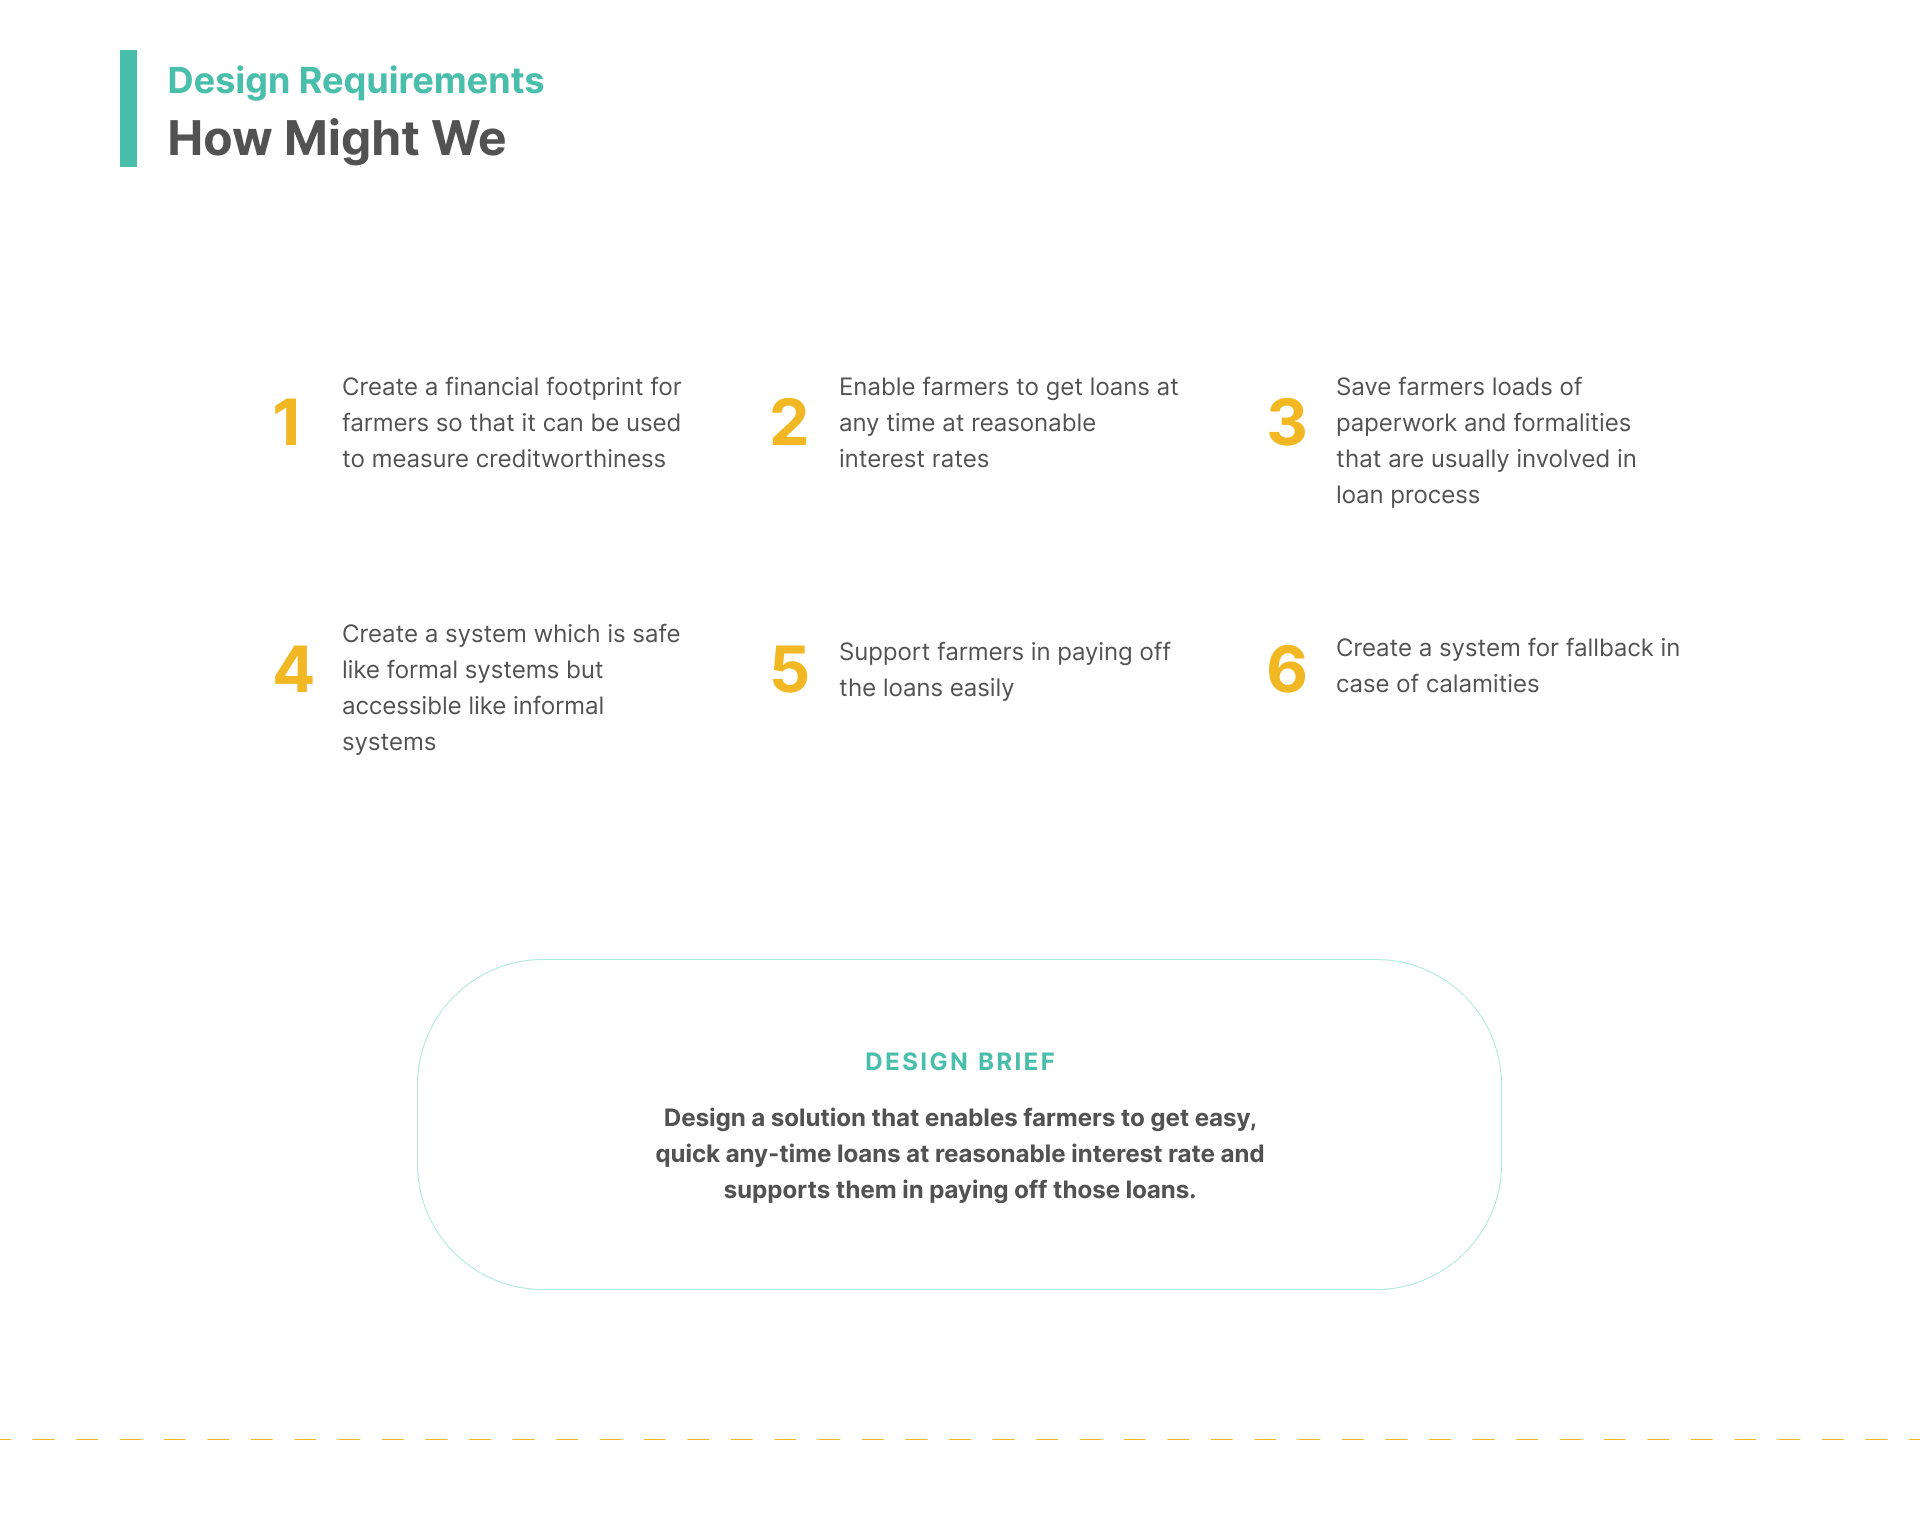 Design Requirements
How Might We
1
Create a financial footprint for
farmers so that it can be used
to measure creditworthiness
2
Enable farmers to get loans at
any time at reasonable
interest rates
3
Save farmers loads of
paperwork and formalities
that are usually involved in
loan process
4
Create a system which is safe
like formal systems but
accessible like informal
systems
5
Support farmers in paying off
the loans easily
6
Create a system for fallback in
case of calamities
DESIGN BRIEF
Design a solution that enables farmers to get easy,
quick any-time loans at reasonable interest rate and
supports them in paying off those loans.